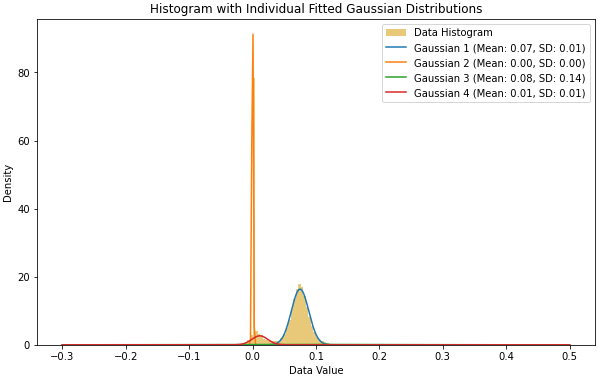 Histogram with Individual Fitted Gaussian Distributions
Data Histogram
Gaussian 1 (Mean: 0.07, SD: 0.01)
Gaussian 2 (Mean: 0.00, SD: 0.00)
Gaussian 3 (Mean: 0.08, SD: 0.14)
Gaussian 4 (Mean: 0.01, SD: 0.01)
Density
80
60
40
20
0
−0.3 −0.2 −0.1 0.0 0.1 0.2 0.3 0.4 0.5
Data Value